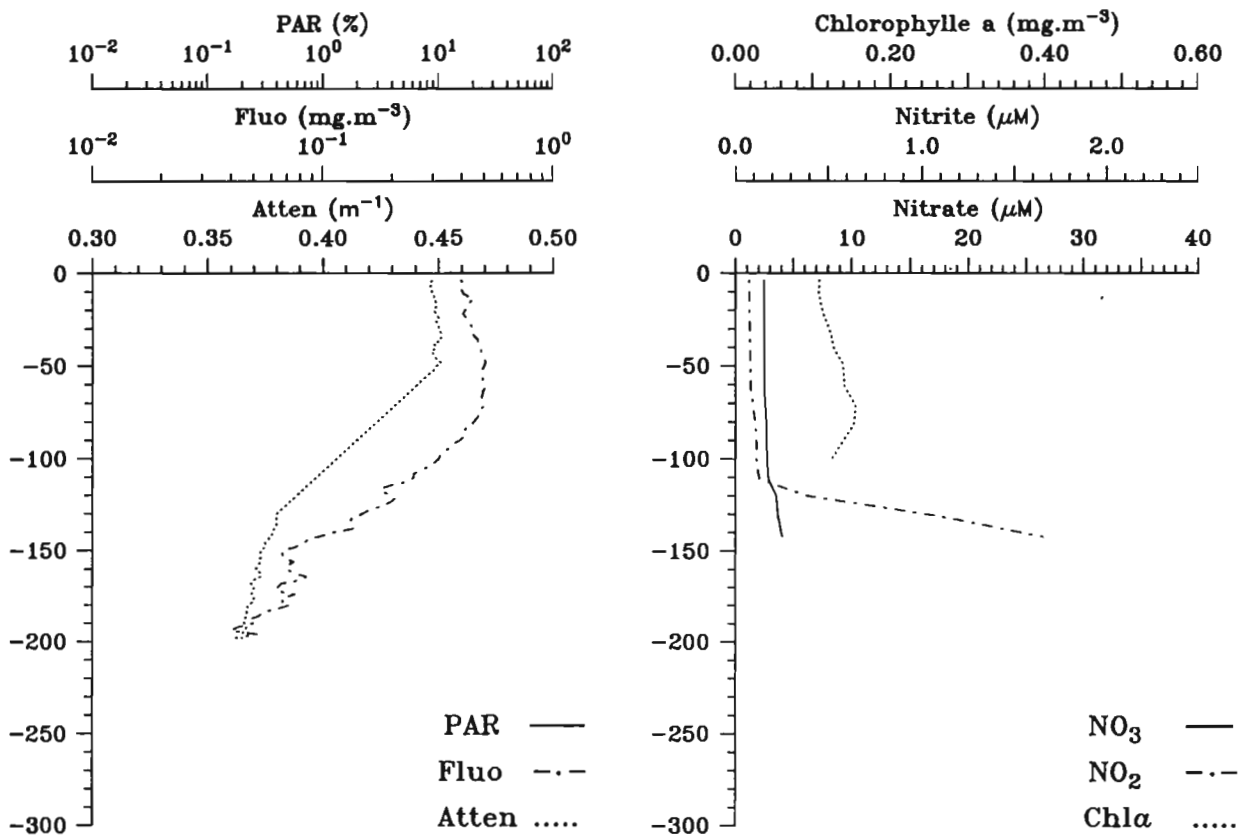 PAR (%)
10⁻² 10⁻¹ 10⁰ 10¹ 10²
Fluo (mg.m⁻³)
10⁻² 10⁻¹ 10⁰
Atten (m⁻¹)
0.30 0.35 0.40 0.45 0.50
0
−50
−100
−150
−200
−250
−300
PAR
Fluo
Atten
Chlorophylle a (mg.m⁻³)
0.00 0.20 0.40 0.60
Nitrite (μM)
0.0 1.0 2.0
Nitrate (μM)
0 10 20 30 40
0
−50
−100
−150
−200
−250
−300
NO₃
NO₂
Chlα